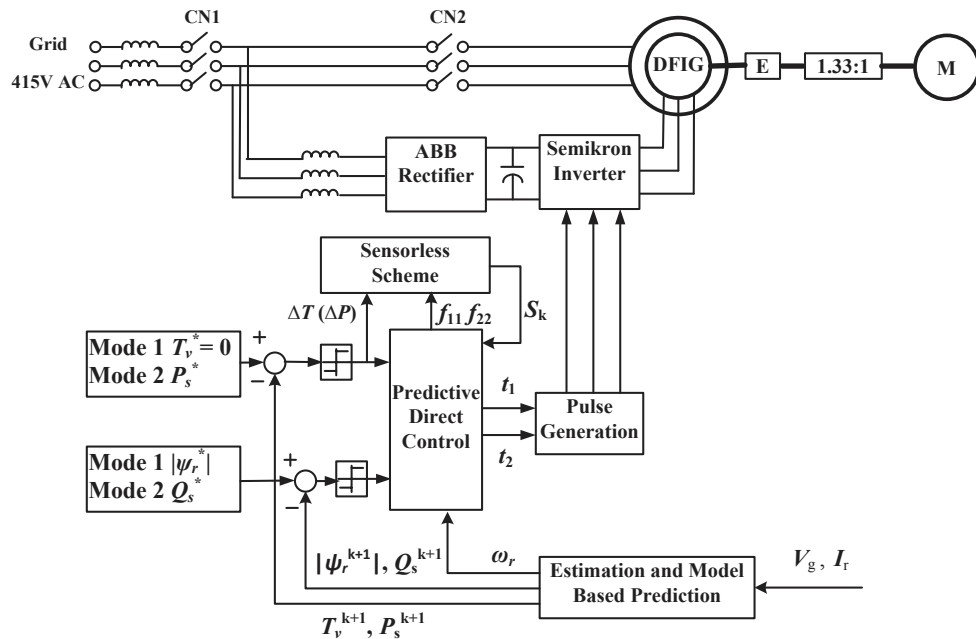 CN1
CN2
Grid
415V AC
DFIG
E
1.33:1
M
ABB
Rectifier
Semikron
Inverter
Sensorless
Scheme
ΔT (ΔP)
f₁₁ f₂₂
Sₖ
Mode 1 Tᵥ* = 0
Mode 2 Pₛ*
+
−
Predictive
Direct
Control
t₁
t₂
Pulse
Generation
Mode 1 |ψᵣ*|
Mode 2 Qₛ*
+
−
|ψᵣᵏ⁺¹|, Qₛᵏ⁺¹
ωᵣ
Estimation and Model
Based Prediction
V_g , Iᵣ
Tᵥᵏ⁺¹, Pₛᵏ⁺¹